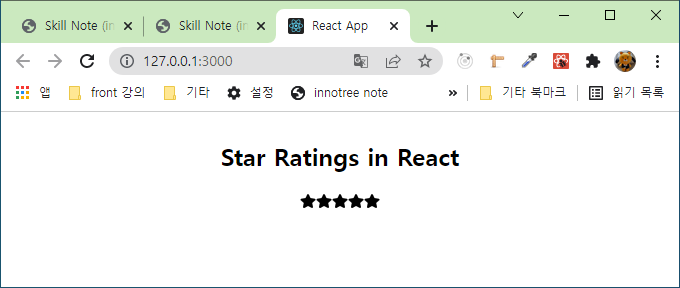 Skill Note (in
Skill Note (in
React App
127.0.0.1:3000
앱
front 강의
기타
설정
innotree note
기타 북마크
읽기 목록
Star Ratings in React